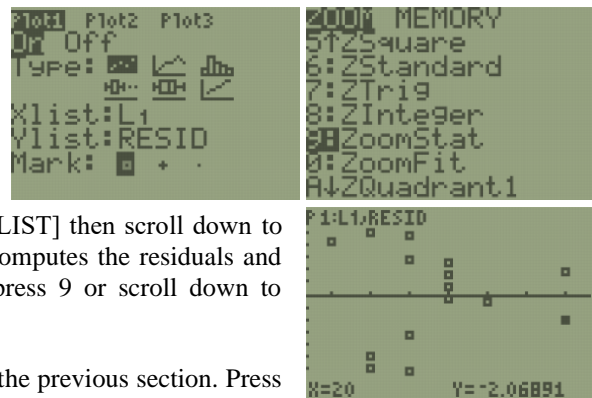 Plot1 Plot2 Plot3
On Off
Type:
Xlist:L1
Ylist:RESID
Mark: ▫ + ·
ZOOM MEMORY
5↑ZSquare
6:ZStandard
7:ZTrig
8:ZInteger
9:ZoomStat
0:ZoomFit
A↓ZQuadrant1
LIST] then scroll down to
omputes the residuals and
press 9 or scroll down to
the previous section. Press
P1:L1,RESID
X=20 Y=-2.06891